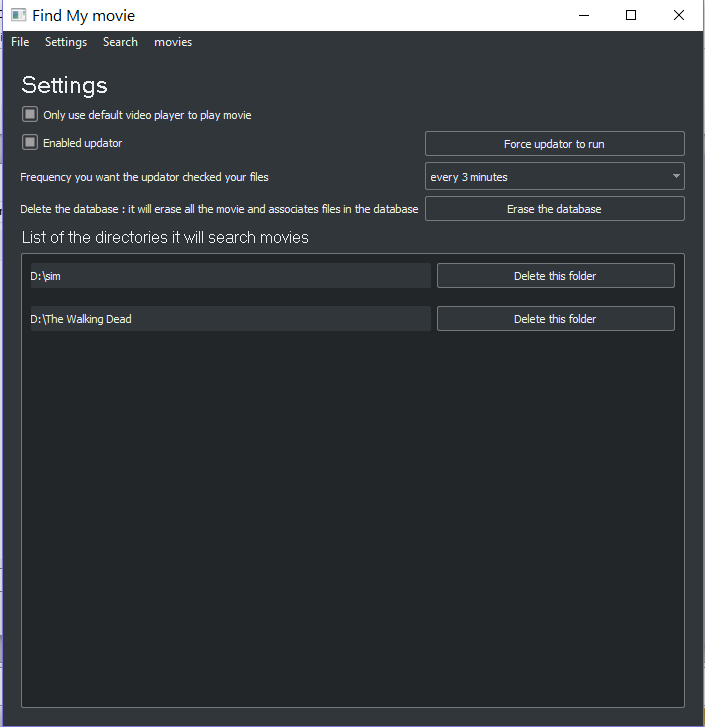 Find My movie
File Settings Search movies
Settings
Only use default video player to play movie
Enabled updator Force updator to run
Frequency you want the updator checked your files every 3 minutes
Delete the database : it will erase all the movie and associates files in the database Erase the database
List of the directories it will search movies
D:\sim Delete this folder
D:\The Walking Dead Delete this folder